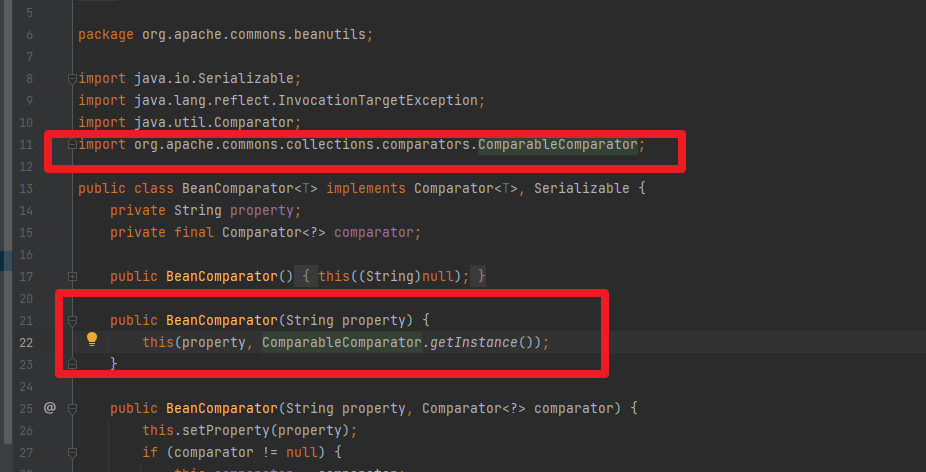 5
6 package org.apache.commons.beanutils;
7
8 import java.io.Serializable;
9 import java.lang.reflect.InvocationTargetException;
10 import java.util.Comparator;
11 import org.apache.commons.collections.comparators.ComparableComparator;
12
13 public class BeanComparator<T> implements Comparator<T>, Serializable {
14 private String property;
15 private final Comparator<?> comparator;
16
17 public BeanComparator() { this((String)null); }
20
21 public BeanComparator(String property) {
22 this(property, ComparableComparator.getInstance());
23 }
24
25 @ public BeanComparator(String property, Comparator<?> comparator) {
26 this.setProperty(property);
27 if (comparator != null) {